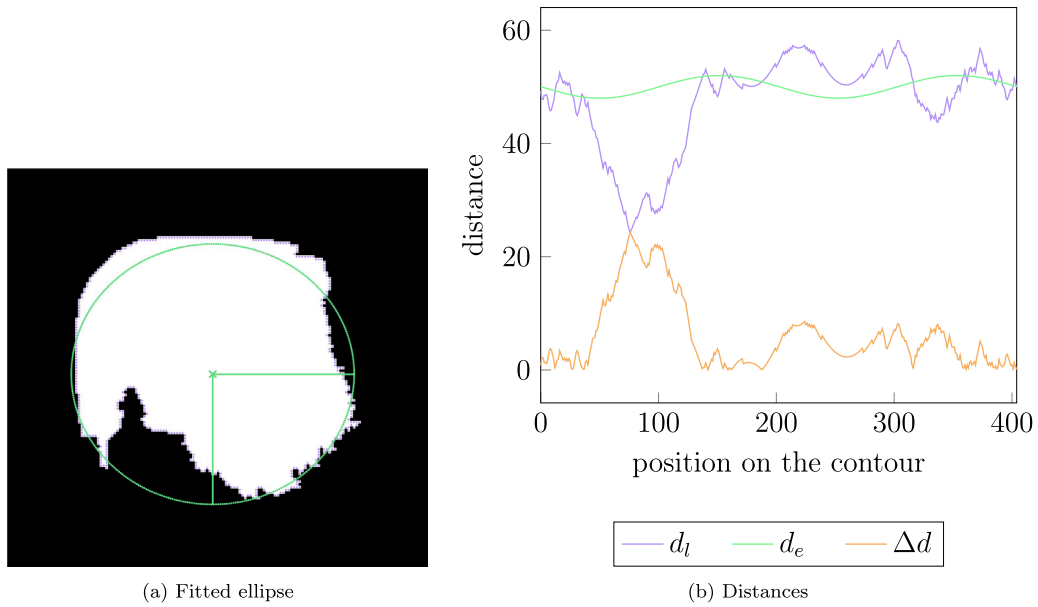 60
40
20
0
distance
0 100 200 300 400
position on the contour
d_l d_e Δd
(a) Fitted ellipse
(b) Distances